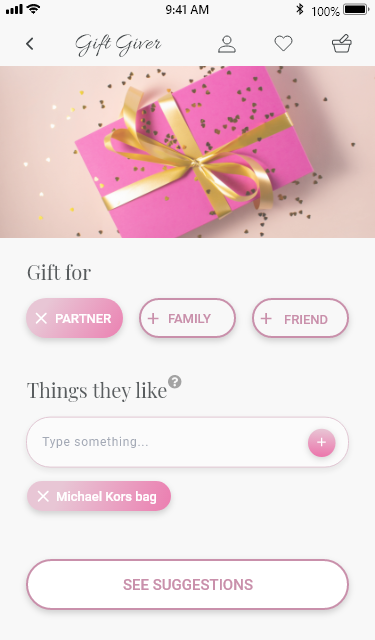 9:41 AM 100%
Gift Giver
Gift for
PARTNER FAMILY FRIEND
Things they like ?
Type something...
Michael Kors bag
SEE SUGGESTIONS